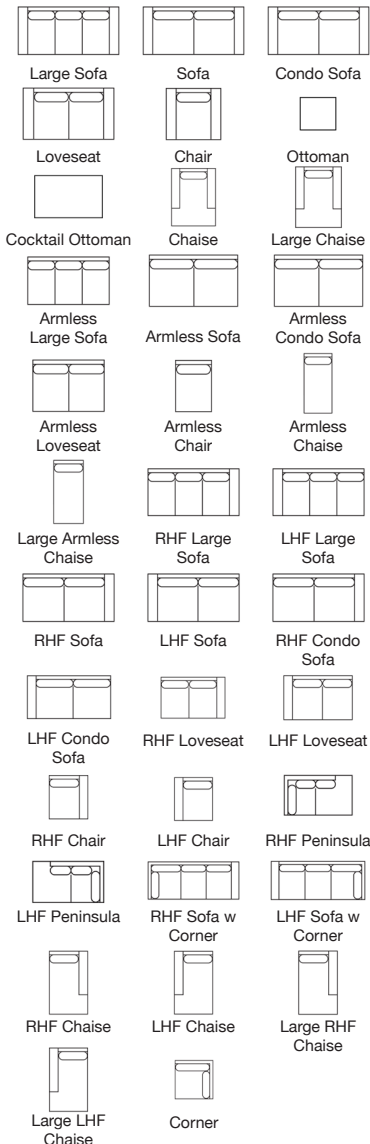 Large Sofa
Sofa
Condo Sofa
Loveseat
Chair
Ottoman
Cocktail Ottoman
Chaise
Large Chaise
Armless
Large Sofa
Armless Sofa
Armless
Condo Sofa
Armless
Loveseat
Armless
Chair
Armless
Chaise
Large Armless
Chaise
RHF Large
Sofa
LHF Large
Sofa
RHF Sofa
LHF Sofa
RHF Condo
Sofa
LHF Condo
Sofa
RHF Loveseat
LHF Loveseat
RHF Chair
LHF Chair
RHF Peninsula
LHF Peninsula
RHF Sofa w
Corner
LHF Sofa w
Corner
RHF Chaise
LHF Chaise
Large RHF
Chaise
Large LHF
Chaise
Corner